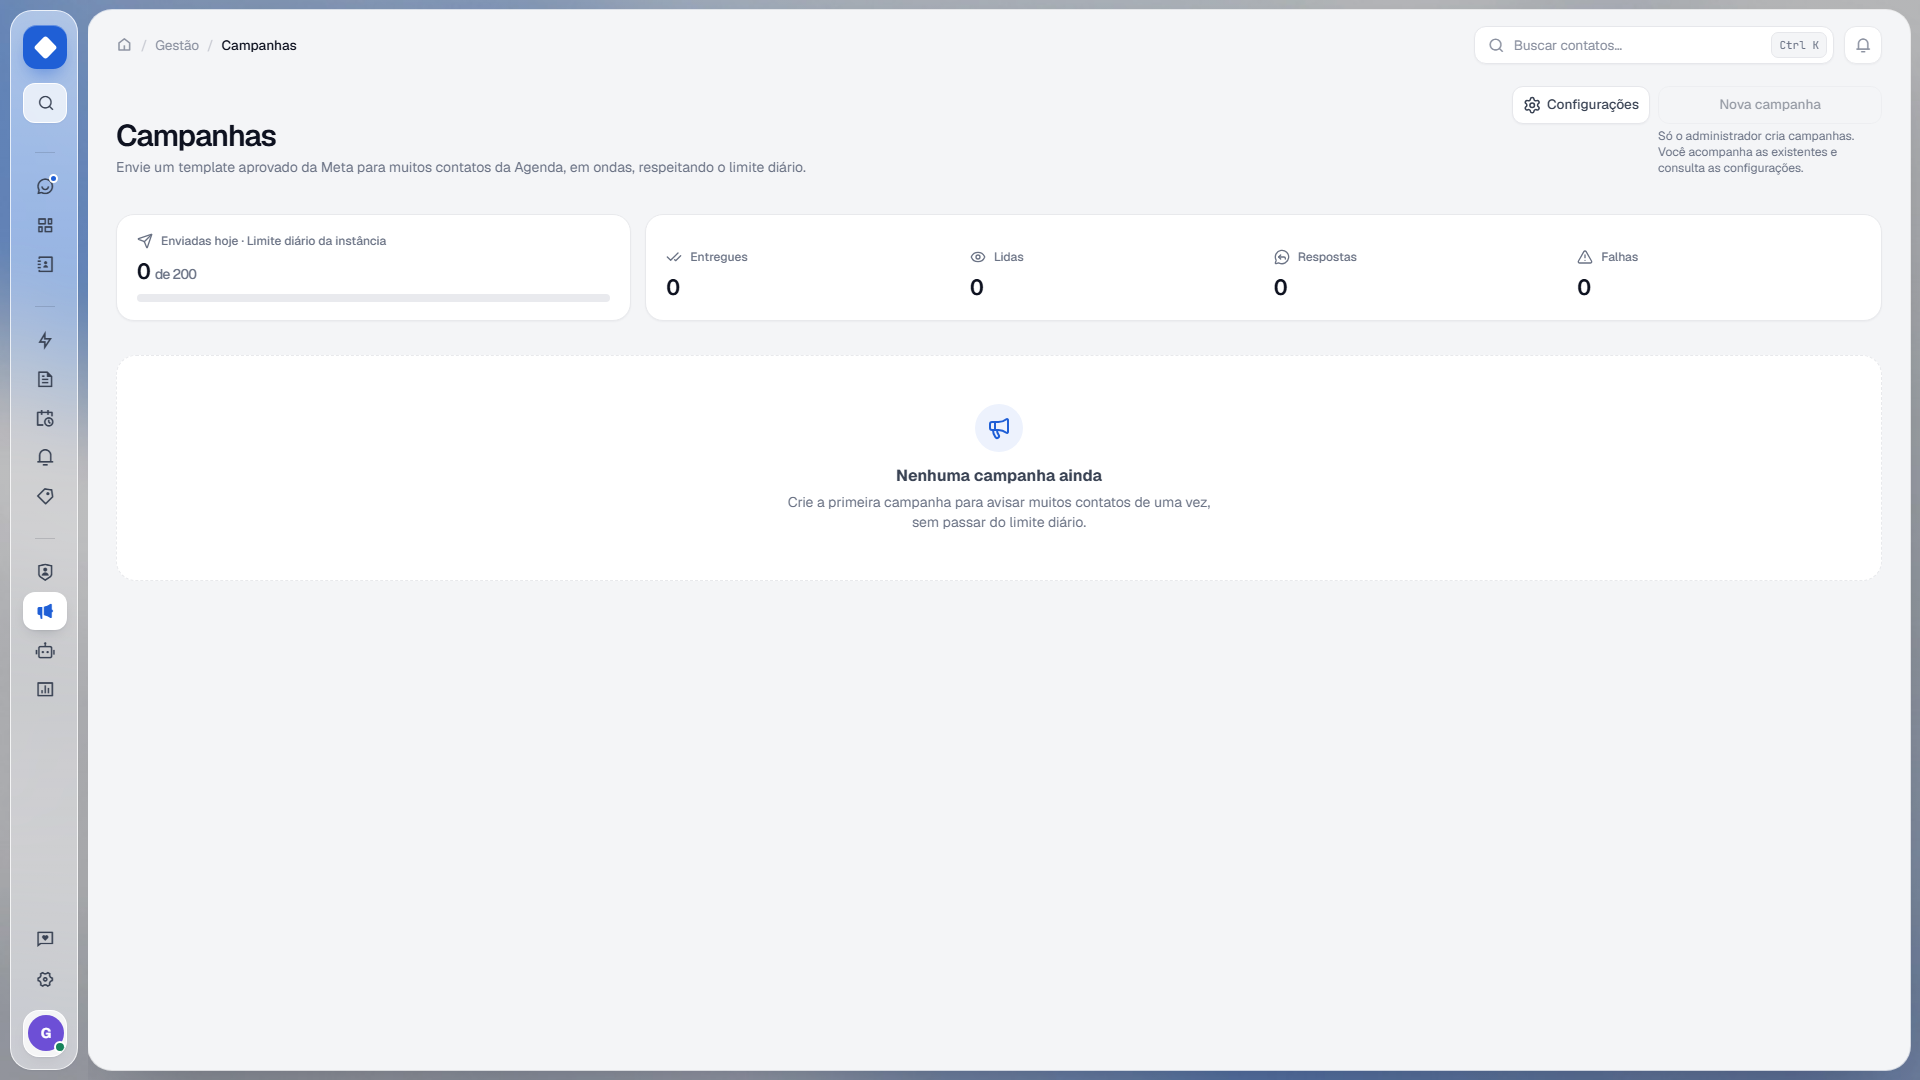 Gestão / Campanhas
Buscar contatos...
Ctrl K
Configurações
Nova campanha
Só o administrador cria campanhas.
Você acompanha as existentes e
consulta as configurações.
Campanhas
Envie um template aprovado da Meta para muitos contatos da Agenda, em ondas, respeitando o limite diário.
Enviadas hoje · Limite diário da instância
0 de 200
Entregues
0
Lidas
0
Respostas
0
Falhas
0
Nenhuma campanha ainda
Crie a primeira campanha para avisar muitos contatos de uma vez,
sem passar do limite diário.
G